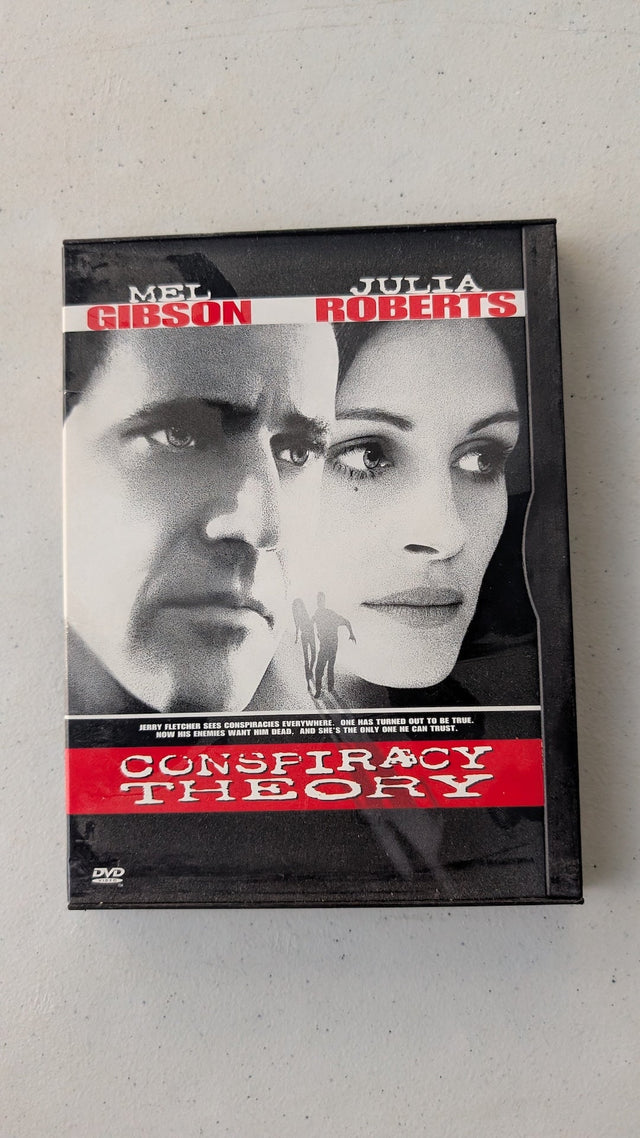 MEL JULIA
GIBSON ROBERTS
JERRY FLETCHER SEES CONSPIRACIES EVERYWHERE. ONE HAS TURNED OUT TO BE TRUE.
NOW HIS ENEMIES WANT HIM DEAD. AND SHE'S THE ONLY ONE HE CAN TRUST.
CONSPIRACY
THEORY
DVD
VIDEO